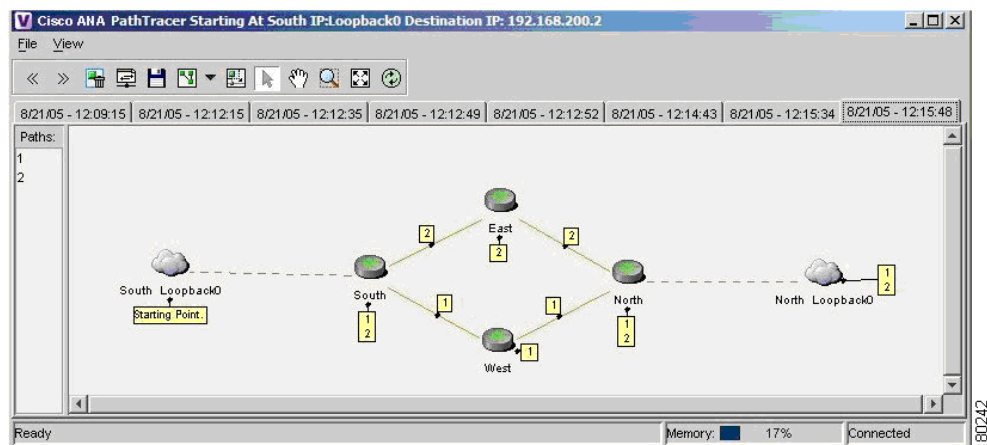 Cisco ANA PathTracer Starting At South IP:Loopback0 Destination IP: 192.168.200.2
File View
8/21/05 - 12:09:15 8/21/05 - 12:12:15 8/21/05 - 12:12:35 8/21/05 - 12:12:49 8/21/05 - 12:12:52 8/21/05 - 12:14:43 8/21/05 - 12:15:34 8/21/05 - 12:15:48
Paths:
1
2
East
2
2
2
South Loopback0
Starting Point.
South
1
2
1
1
North
1
2
North Loopback0
1
2
West
1
Ready
Memory: 17%
Connected
80242